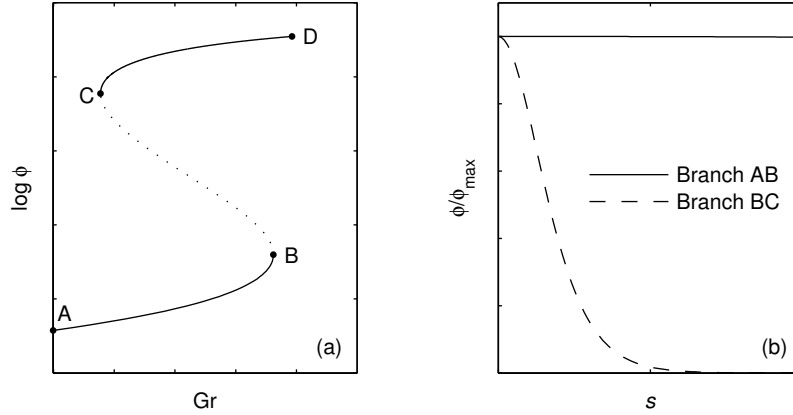 log ϕ
A
B
C
D
(a)
Gr
ϕ/ϕmax
Branch AB
Branch BC
(b)
s